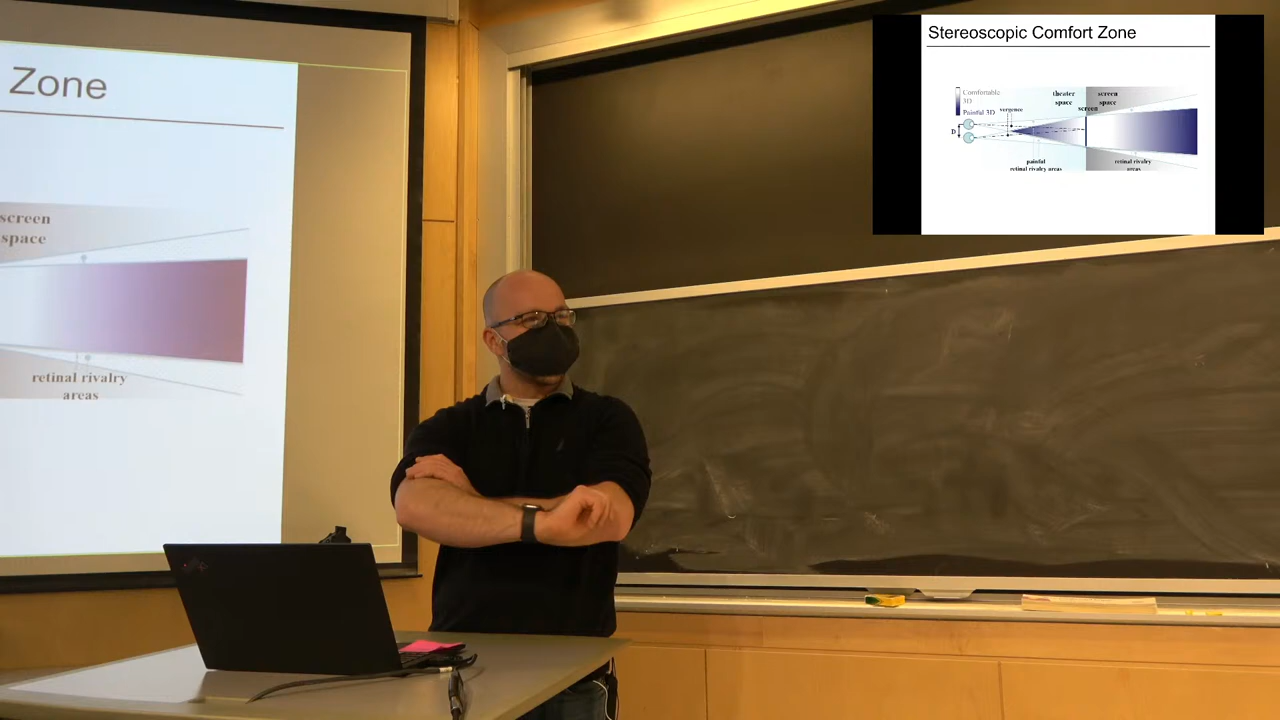 Zone
screen
space
retinal rivalry
areas
Stereoscopic Comfort Zone
Comfortable
3D
Painful 3D
vergence
theater
space
screen
screen
space
D
painful
retinal rivalry areas
retinal rivalry
areas